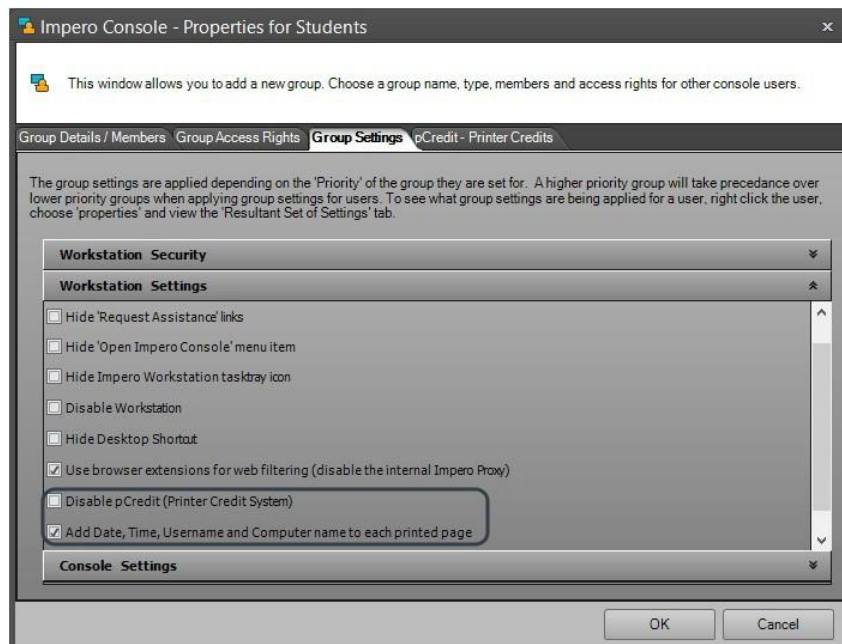 Impero Console - Properties for Students
This window allows you to add a new group. Choose a group name, type, members and access rights for other console users.
Group Details / Members Group Access Rights Group Settings pCredit - Printer Credits
The group settings are applied depending on the 'Priority' of the group they are set for. A higher priority group will take precedance over
lower priority groups when applying group settings for users. To see what group settings are being applied for a user, right click the user,
choose 'properties' and view the 'Resultant Set of Settings' tab.
Workstation Security
Workstation Settings
Hide 'Request Assistance' links
Hide 'Open Impero Console' menu item
Hide Impero Workstation tasktray icon
Disable Workstation
Hide Desktop Shortcut
Use browser extensions for web filtering (disable the internal Impero Proxy)
Disable pCredit (Printer Credit System)
Add Date, Time, Username and Computer name to each printed page
Console Settings
OK Cancel